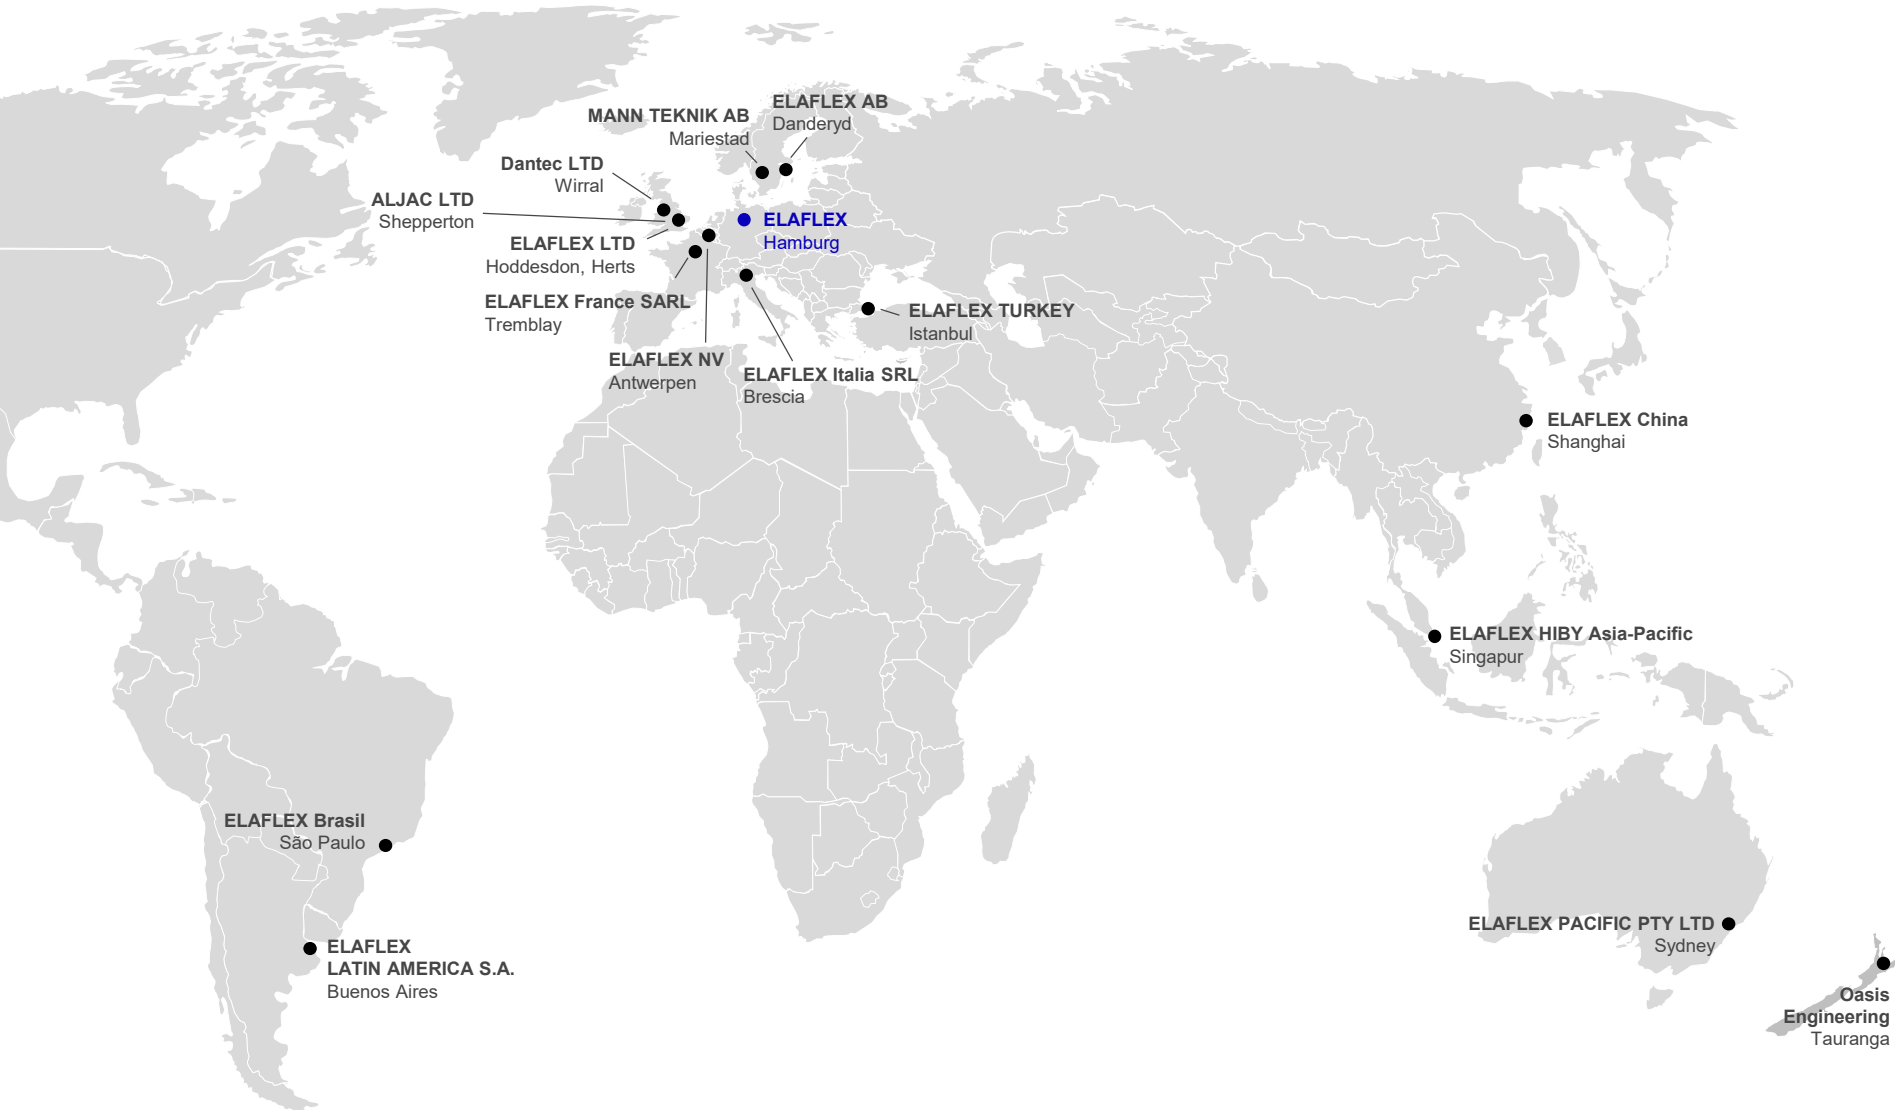 ELAFLEX AB
Danderyd
MANN TEKNIK AB
Mariestad
Dantec LTD
Wirral
ALJAC LTD
Shepperton
ELAFLEX
Hamburg
ELAFLEX LTD
Hoddesdon, Herts
ELAFLEX France SARL
Tremblay
ELAFLEX TURKEY
Istanbul
ELAFLEX NV
Antwerpen
ELAFLEX Italia SRL
Brescia
ELAFLEX China
Shanghai
ELAFLEX HIBY Asia-Pacific
Singapur
ELAFLEX Brasil
São Paulo
ELAFLEX PACIFIC PTY LTD
Sydney
ELAFLEX
LATIN AMERICA S.A.
Buenos Aires
Oasis
Engineering
Tauranga